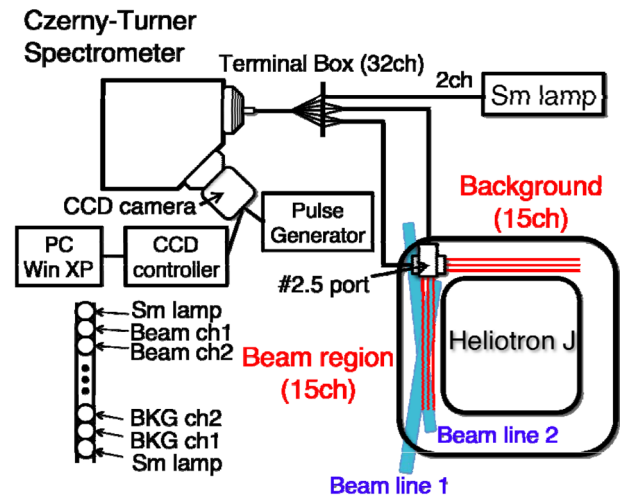 Czerny-Turner
Spectrometer
Terminal Box (32ch)
2ch
Sm lamp
CCD camera
Pulse
Generator
Background
(15ch)
PC
Win XP
CCD
controller
#2.5 port
Sm lamp
Beam ch1
Beam ch2
Beam region
(15ch)
Heliotron J
BKG ch2
BKG ch1
Sm lamp
Beam line 2
Beam line 1